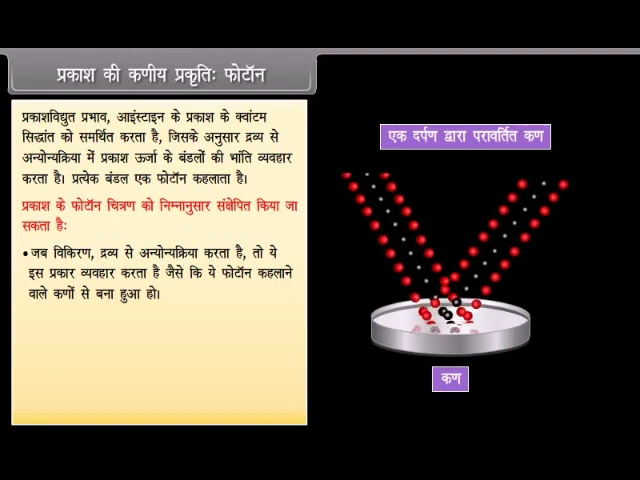 प्रकाश की कणीय प्रकृतिः फोटॉन
प्रकाशविद्युत प्रभाव, आइंस्टाइन के प्रकाश के क्वांटम
सिद्धांत को समर्थित करता है, जिसके अनुसार द्रव्य से
अन्योन्यक्रिया में प्रकाश ऊर्जा के बंडलों की भांति व्यवहार
करता है। प्रत्येक बंडल एक फोटॉन कहलाता है।
प्रकाश के फोटॉन चित्रण को निम्नानुसार संक्षेपित किया जा
सकता हैः
• जब विकिरण, द्रव्य से अन्योन्यक्रिया करता है, तो ये
इस प्रकार व्यवहार करता है जैसे कि ये फोटॉन कहलाने
वाले कणों से बना हुआ हो।
एक दर्पण द्वारा परावर्तित कण
कण